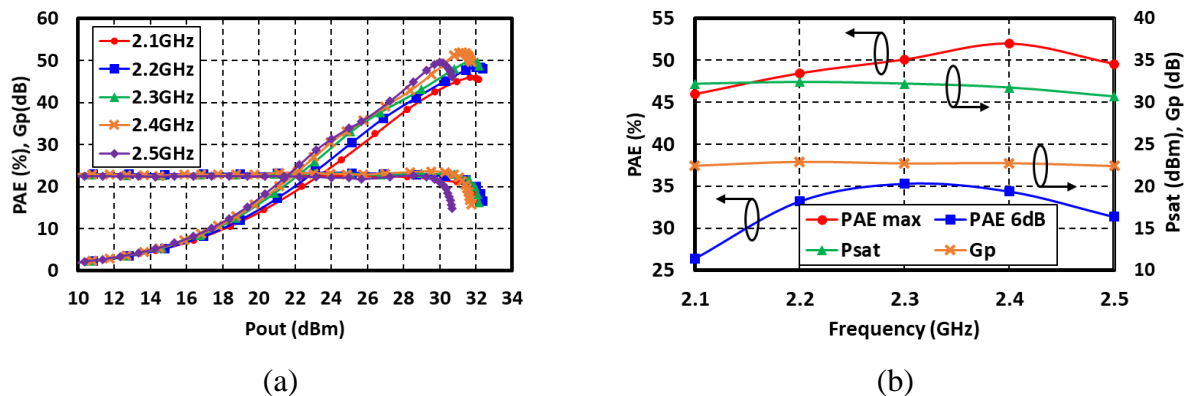 PAE (%), Gp(dB)
60
50
40
30
20
10
0
2.1GHz
2.2GHz
2.3GHz
2.4GHz
2.5GHz
10 12 14 16 18 20 22 24 26 28 30 32 34
Pout (dBm)
(a)
PAE (%)
55
50
45
40
35
30
25
PAE max PAE 6dB
Psat Gp
40
35
30
25
20
15
10
Psat (dBm), Gp (dB)
2.1 2.2 2.3 2.4 2.5
Frequency (GHz)
(b)